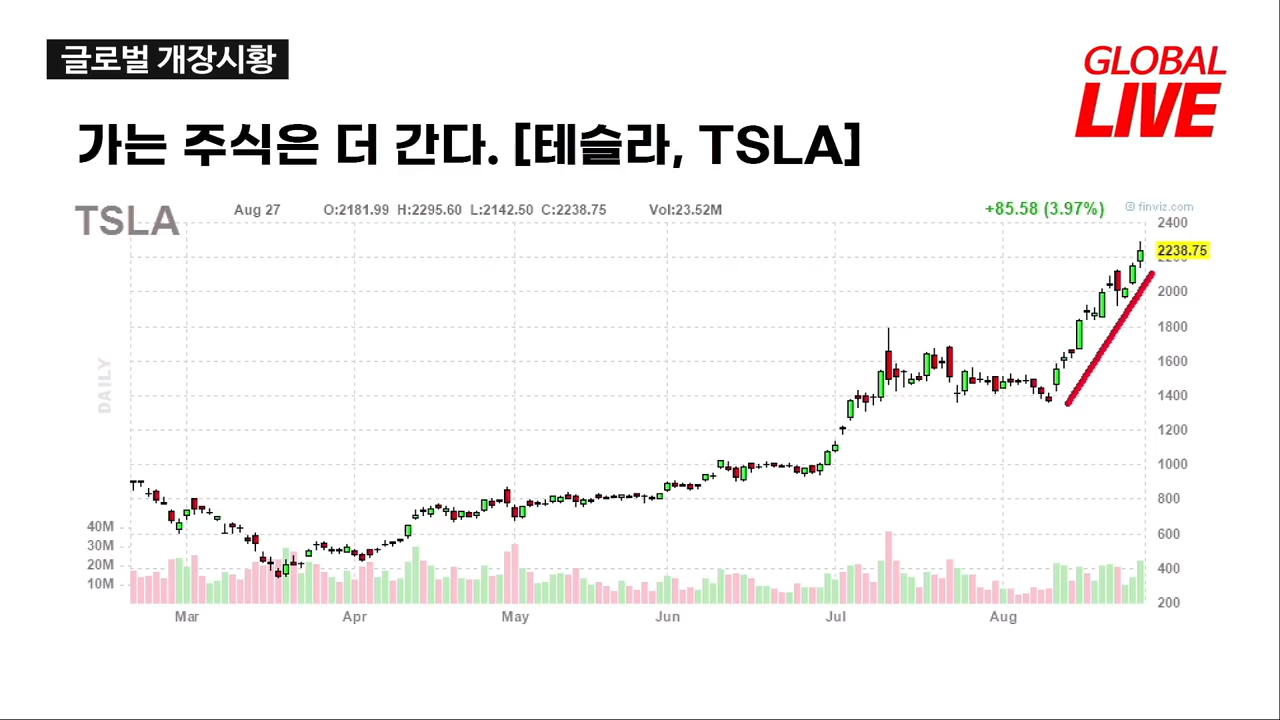 글로벌 개장시황
GLOBAL
LIVE
가는 주식은 더 간다. [테슬라, TSLA]
TSLA
Aug 27 O:2181.99 H:2295.60 L:2142.50 C:2238.75 Vol:23.52M +85.58 (3.97%) © finviz.com
2400
2238.75
2200
2000
1800
1600
DAILY
1400
1200
1000
800
40M
600
30M
20M
400
10M
200
Mar Apr May Jun Jul Aug